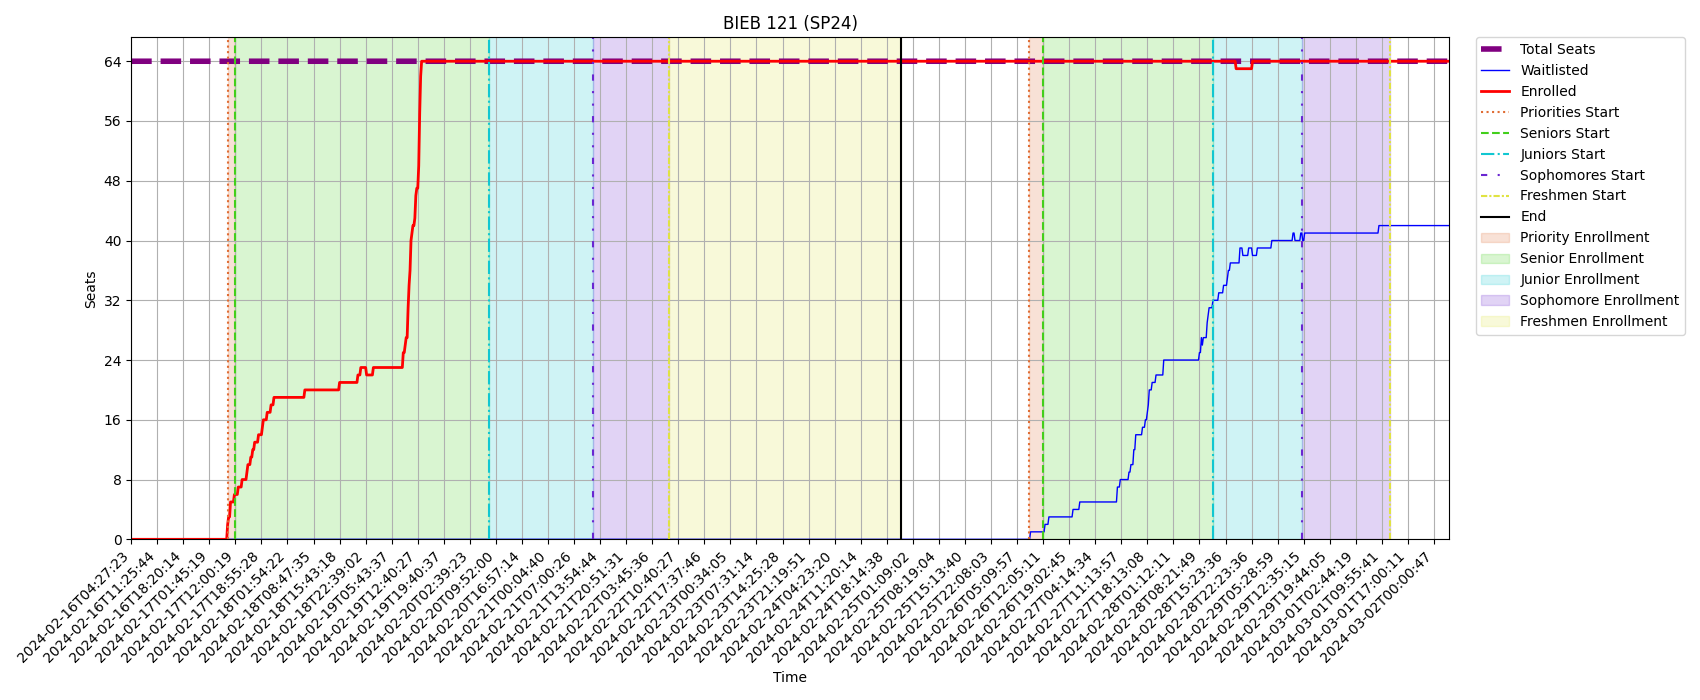 BIEB 121 (SP24)
Total Seats
Waitlisted
Enrolled
Priorities Start
Seniors Start
Juniors Start
Sophomores Start
Freshmen Start
End
Priority Enrollment
Senior Enrollment
Junior Enrollment
Sophomore Enrollment
Freshmen Enrollment
Seats
64
56
48
40
32
24
16
8
0
2024-02-16T04:27:23
2024-02-16T11:25:44
2024-02-16T18:20:14
2024-02-17T01:45:19
2024-02-17T12:00:19
2024-02-17T18:55:28
2024-02-18T01:54:22
2024-02-18T08:47:35
2024-02-18T15:43:18
2024-02-18T22:39:02
2024-02-19T05:43:37
2024-02-19T12:40:27
2024-02-19T19:40:37
2024-02-20T02:39:23
2024-02-20T09:52:00
2024-02-20T16:57:14
2024-02-21T00:04:40
2024-02-21T07:00:26
2024-02-21T13:54:44
2024-02-21T20:51:31
2024-02-22T03:45:36
2024-02-22T10:40:27
2024-02-22T17:37:46
2024-02-23T00:34:05
2024-02-23T07:31:14
2024-02-23T14:25:28
2024-02-23T21:19:51
2024-02-24T04:23:20
2024-02-24T11:20:14
2024-02-24T18:14:38
2024-02-25T01:09:02
2024-02-25T08:19:04
2024-02-25T15:13:40
2024-02-25T22:08:03
2024-02-26T05:09:57
2024-02-26T12:05:11
2024-02-26T19:02:45
2024-02-27T04:14:34
2024-02-27T11:13:57
2024-02-27T18:13:08
2024-02-28T01:12:11
2024-02-28T08:21:49
2024-02-28T15:23:36
2024-02-28T22:23:36
2024-02-29T05:28:59
2024-02-29T12:35:15
2024-02-29T19:44:05
2024-03-01T02:44:19
2024-03-01T09:55:41
2024-03-01T17:00:11
2024-03-02T00:00:47
Time